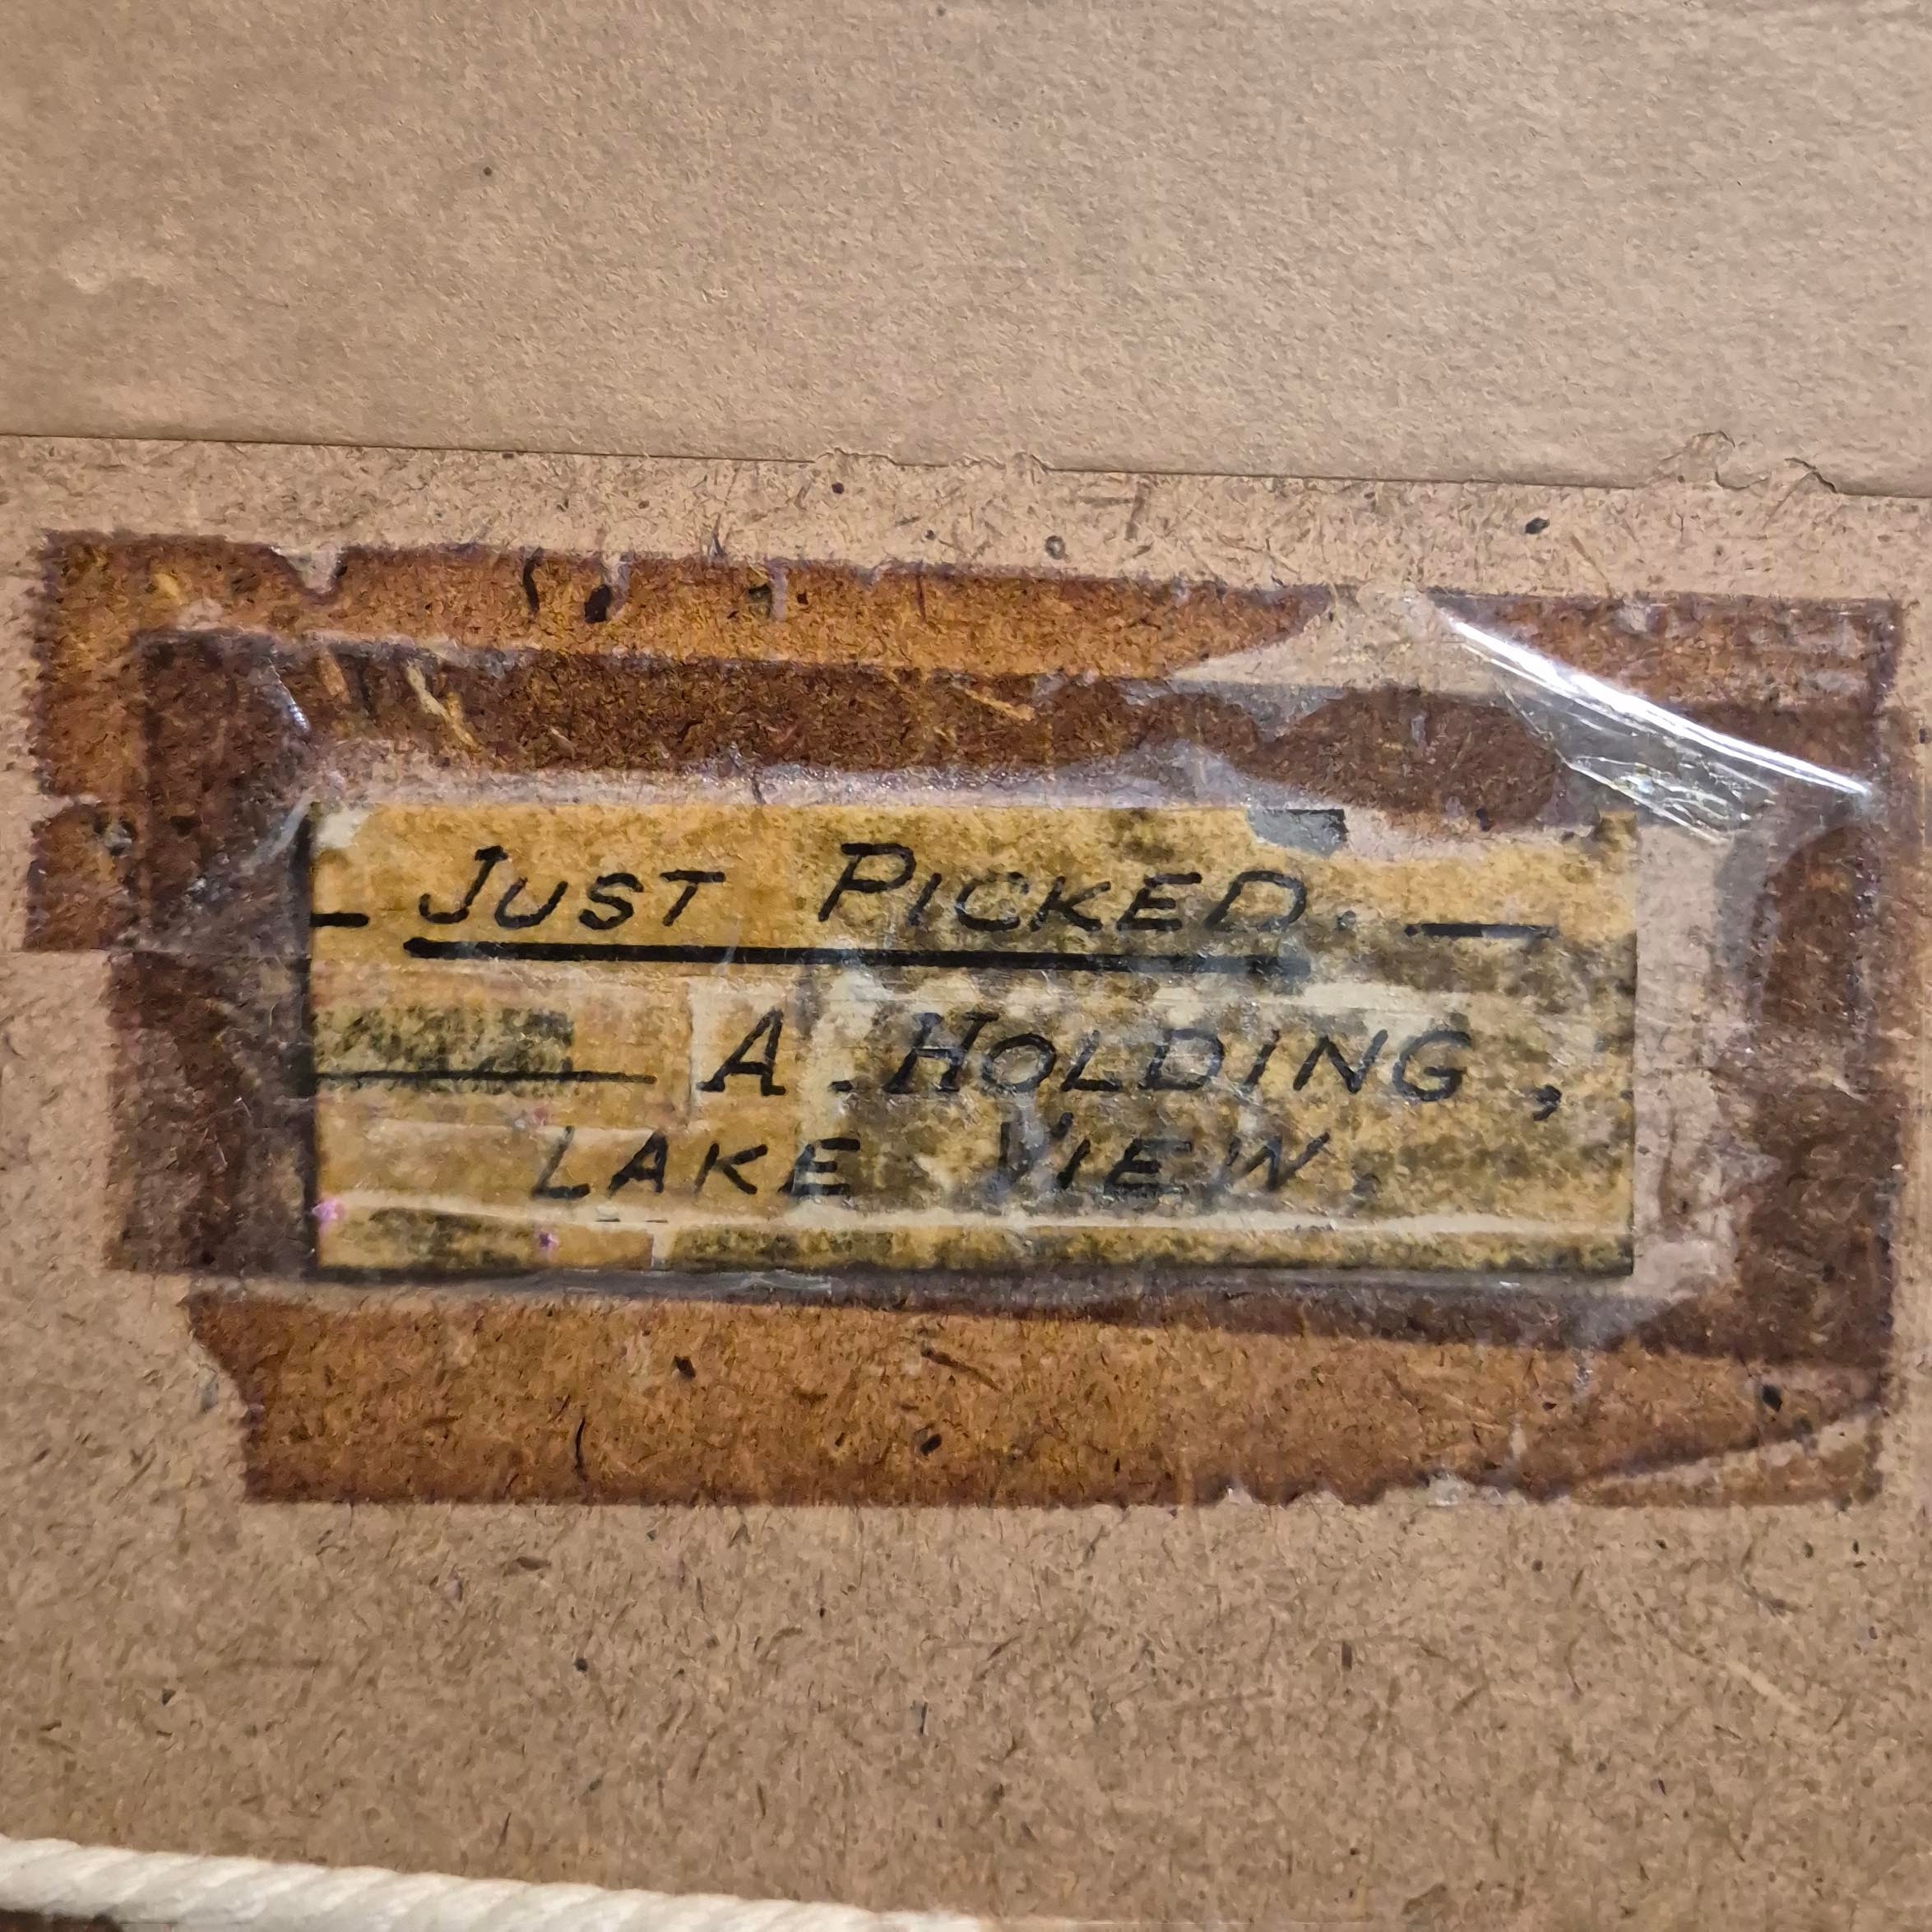 – JUST PICKED. —
— A. HOLDING,
LAKE VIEW.